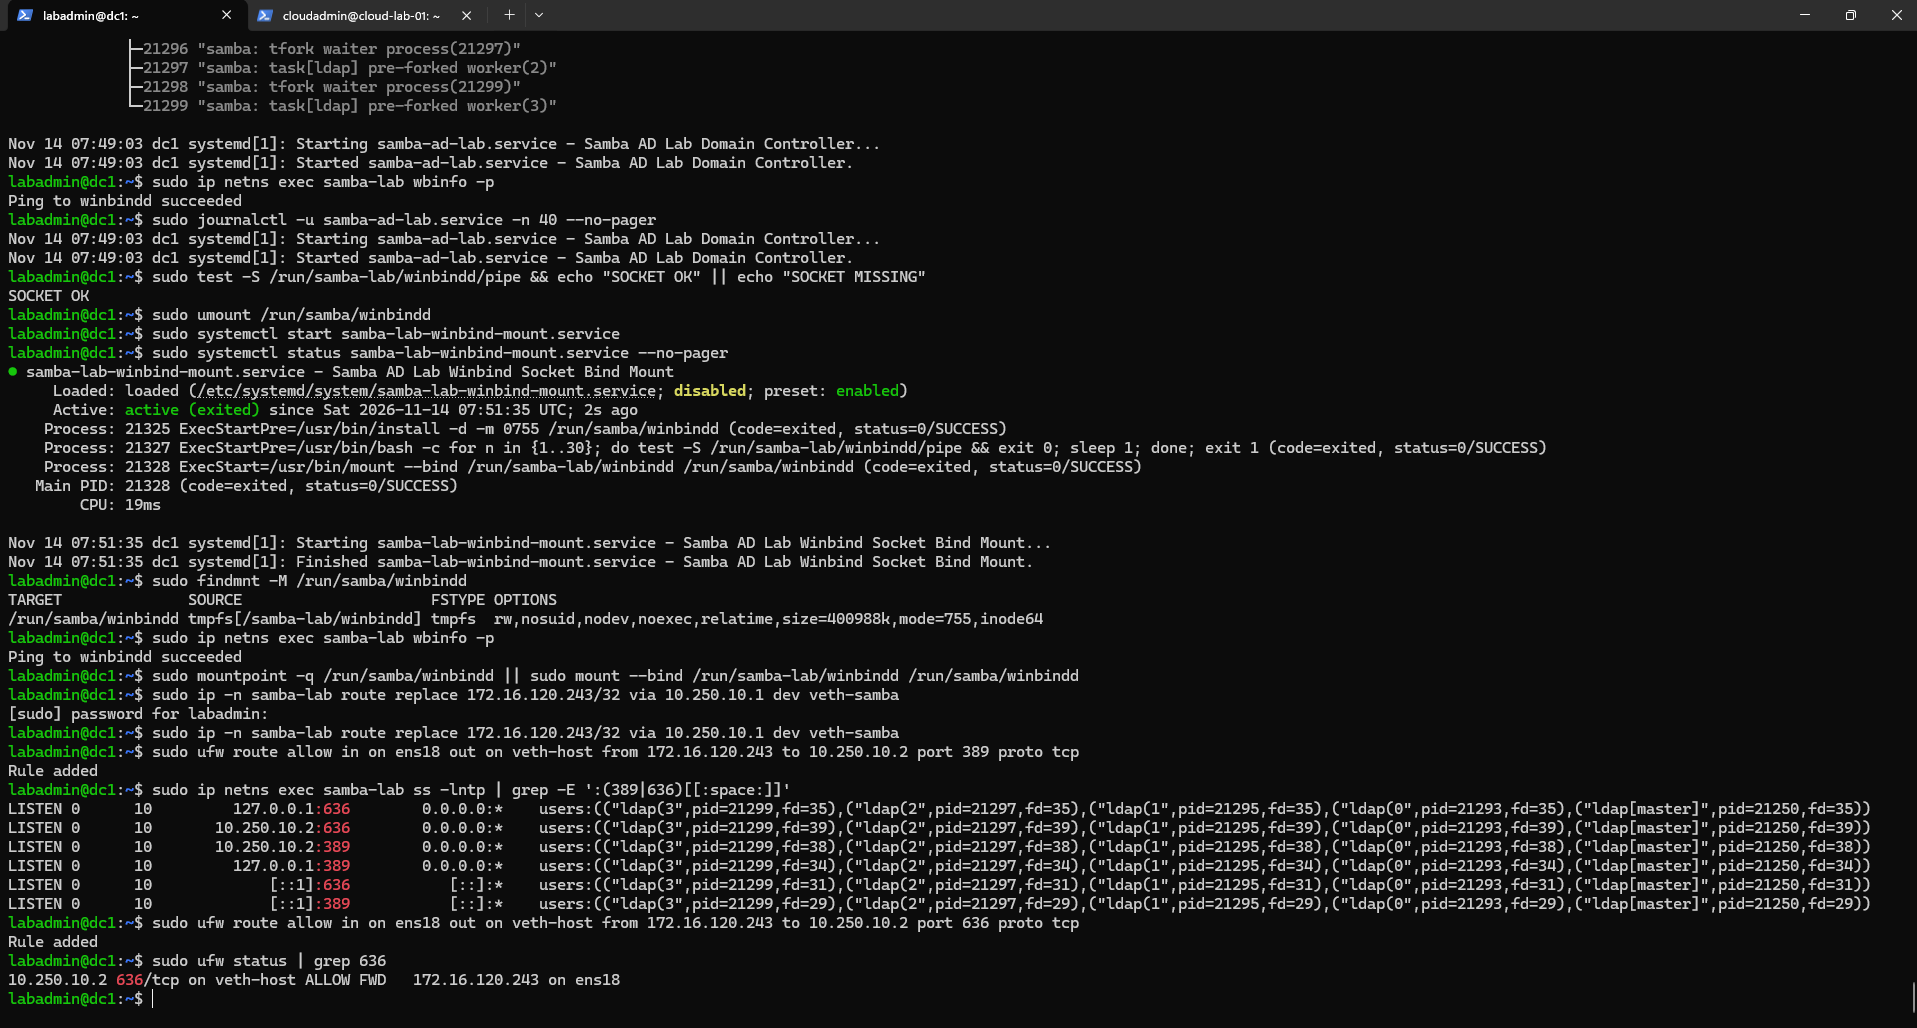 labadmin@dc1: ~ cloudadmin@cloud-lab-01: ~
├─21296 "samba: tfork waiter process(21297)"
├─21297 "samba: task[ldap] pre-forked worker(2)"
├─21298 "samba: tfork waiter process(21299)"
└─21299 "samba: task[ldap] pre-forked worker(3)"
Nov 14 07:49:03 dc1 systemd[1]: Starting samba-ad-lab.service - Samba AD Lab Domain Controller...
Nov 14 07:49:03 dc1 systemd[1]: Started samba-ad-lab.service - Samba AD Lab Domain Controller.
labadmin@dc1:~$ sudo ip netns exec samba-lab wbinfo -p
Ping to winbindd succeeded
labadmin@dc1:~$ sudo journalctl -u samba-ad-lab.service -n 40 --no-pager
Nov 14 07:49:03 dc1 systemd[1]: Starting samba-ad-lab.service - Samba AD Lab Domain Controller...
Nov 14 07:49:03 dc1 systemd[1]: Started samba-ad-lab.service - Samba AD Lab Domain Controller.
labadmin@dc1:~$ sudo test -S /run/samba-lab/winbindd/pipe && echo "SOCKET OK" || echo "SOCKET MISSING"
SOCKET OK
labadmin@dc1:~$ sudo umount /run/samba/winbindd
labadmin@dc1:~$ sudo systemctl start samba-lab-winbind-mount.service
labadmin@dc1:~$ sudo systemctl status samba-lab-winbind-mount.service --no-pager
● samba-lab-winbind-mount.service - Samba AD Lab Winbind Socket Bind Mount
Loaded: loaded (/etc/systemd/system/samba-lab-winbind-mount.service; disabled; preset: enabled)
Active: active (exited) since Sat 2026-11-14 07:51:35 UTC; 2s ago
Process: 21325 ExecStartPre=/usr/bin/install -d -m 0755 /run/samba/winbindd (code=exited, status=0/SUCCESS)
Process: 21327 ExecStartPre=/usr/bin/bash -c for n in {1..30}; do test -S /run/samba-lab/winbindd/pipe && exit 0; sleep 1; done; exit 1 (code=exited, status=0/SUCCESS)
Process: 21328 ExecStart=/usr/bin/mount --bind /run/samba-lab/winbindd /run/samba/winbindd (code=exited, status=0/SUCCESS)
Main PID: 21328 (code=exited, status=0/SUCCESS)
CPU: 19ms
Nov 14 07:51:35 dc1 systemd[1]: Starting samba-lab-winbind-mount.service - Samba AD Lab Winbind Socket Bind Mount...
Nov 14 07:51:35 dc1 systemd[1]: Finished samba-lab-winbind-mount.service - Samba AD Lab Winbind Socket Bind Mount.
labadmin@dc1:~$ sudo findmnt -M /run/samba/winbindd
TARGET SOURCE FSTYPE OPTIONS
/run/samba/winbindd tmpfs[/samba-lab/winbindd] tmpfs rw,nosuid,nodev,noexec,relatime,size=400988k,mode=755,inode64
labadmin@dc1:~$ sudo ip netns exec samba-lab wbinfo -p
Ping to winbindd succeeded
labadmin@dc1:~$ sudo mountpoint -q /run/samba/winbindd || sudo mount --bind /run/samba-lab/winbindd /run/samba/winbindd
labadmin@dc1:~$ sudo ip -n samba-lab route replace 172.16.120.243/32 via 10.250.10.1 dev veth-samba
[sudo] password for labadmin:
labadmin@dc1:~$ sudo ip -n samba-lab route replace 172.16.120.243/32 via 10.250.10.1 dev veth-samba
labadmin@dc1:~$ sudo ufw route allow in on ens18 out on veth-host from 172.16.120.243 to 10.250.10.2 port 389 proto tcp
Rule added
labadmin@dc1:~$ sudo ip netns exec samba-lab ss -lntp | grep -E ':(389|636)[[:space:]]'
LISTEN 0 10 127.0.0.1:636 0.0.0.0:* users:(("ldap(3",pid=21299,fd=35),("ldap(2",pid=21297,fd=35),("ldap(1",pid=21295,fd=35),("ldap(0",pid=21293,fd=35),("ldap[master]",pid=21250,fd=35))
LISTEN 0 10 10.250.10.2:636 0.0.0.0:* users:(("ldap(3",pid=21299,fd=39),("ldap(2",pid=21297,fd=39),("ldap(1",pid=21295,fd=39),("ldap(0",pid=21293,fd=39),("ldap[master]",pid=21250,fd=39))
LISTEN 0 10 10.250.10.2:389 0.0.0.0:* users:(("ldap(3",pid=21299,fd=38),("ldap(2",pid=21297,fd=38),("ldap(1",pid=21295,fd=38),("ldap(0",pid=21293,fd=38),("ldap[master]",pid=21250,fd=38))
LISTEN 0 10 127.0.0.1:389 0.0.0.0:* users:(("ldap(3",pid=21299,fd=34),("ldap(2",pid=21297,fd=34),("ldap(1",pid=21295,fd=34),("ldap(0",pid=21293,fd=34),("ldap[master]",pid=21250,fd=34))
LISTEN 0 10 [::1]:636 [::]:* users:(("ldap(3",pid=21299,fd=31),("ldap(2",pid=21297,fd=31),("ldap(1",pid=21295,fd=31),("ldap(0",pid=21293,fd=31),("ldap[master]",pid=21250,fd=31))
LISTEN 0 10 [::1]:389 [::]:* users:(("ldap(3",pid=21299,fd=29),("ldap(2",pid=21297,fd=29),("ldap(1",pid=21295,fd=29),("ldap(0",pid=21293,fd=29),("ldap[master]",pid=21250,fd=29))
labadmin@dc1:~$ sudo ufw route allow in on ens18 out on veth-host from 172.16.120.243 to 10.250.10.2 port 636 proto tcp
Rule added
labadmin@dc1:~$ sudo ufw status | grep 636
10.250.10.2 636/tcp on veth-host ALLOW FWD 172.16.120.243 on ens18
labadmin@dc1:~$